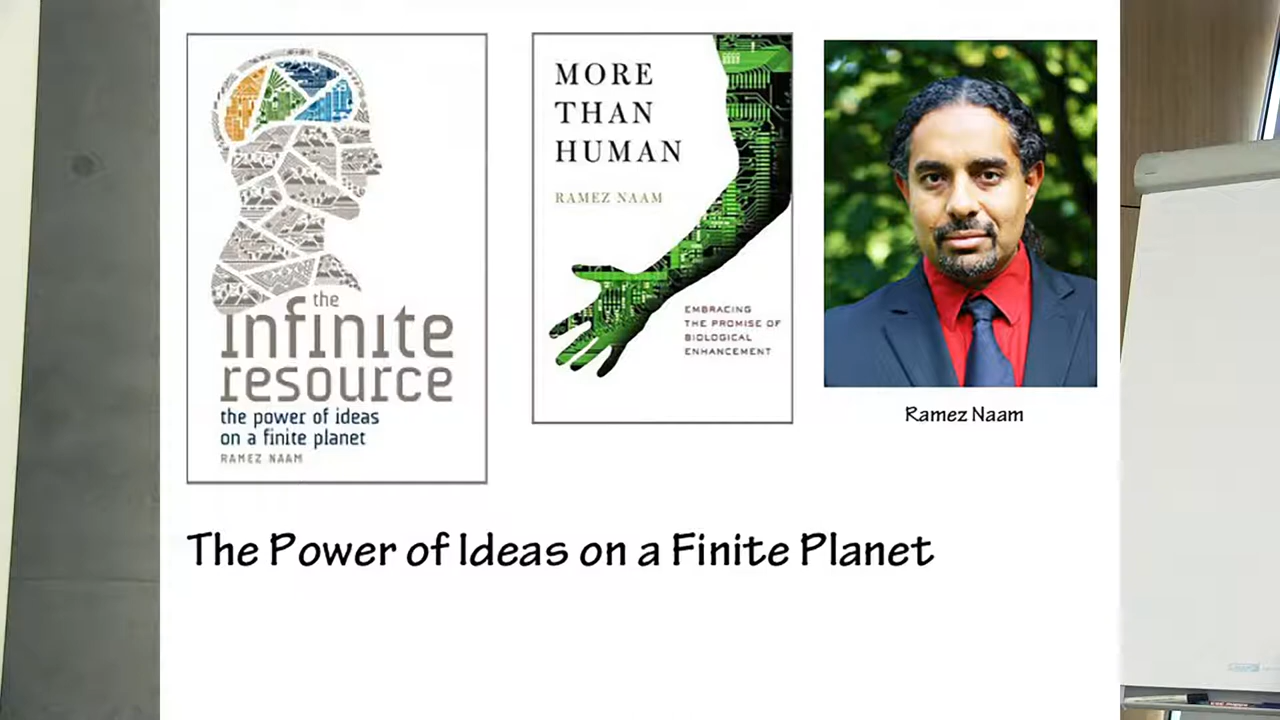 the
infinite
resource
the power of ideas
on a finite planet
RAMEZ NAAM
MORE
THAN
HUMAN
RAMEZ NAAM
EMBRACING
THE PROMISE OF
BIOLOGICAL
ENHANCEMENT
Ramez Naam
The Power of Ideas on a Finite Planet